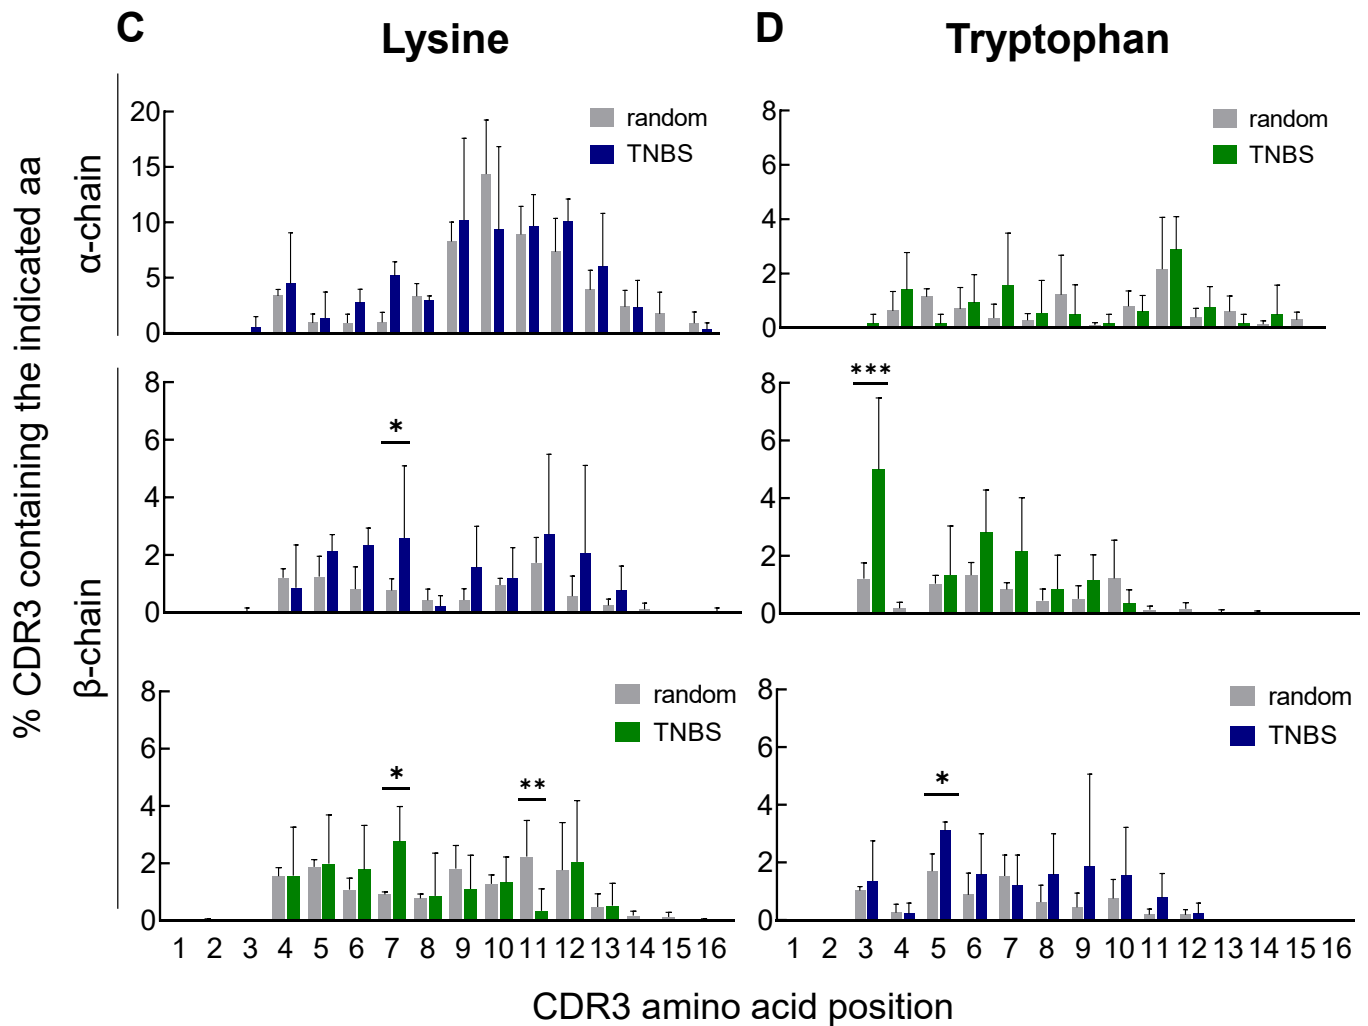 C Lysine D Tryptophan
% CDR3 containing the indicated aa
α-chain
20
15
10
5
0
random
TNBS
8
6
4
2
0
random
TNBS
β-chain
8
6
4
2
0
*
8
6
4
2
0
***
8
6
4
2
0
random
TNBS
*
**
1 2 3 4 5 6 7 8 9 10 11 12 13 14 15 16
8
6
4
2
0
random
TNBS
*
1 2 3 4 5 6 7 8 9 10 11 12 13 14 15 16
CDR3 amino acid position